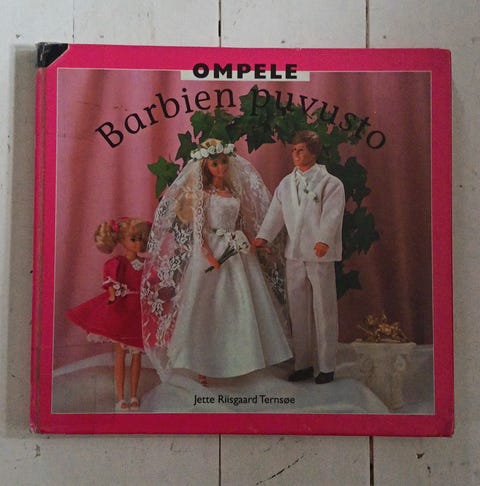 OMPELE
Barbien puvusto
Jette Riisgaard Ternsøe